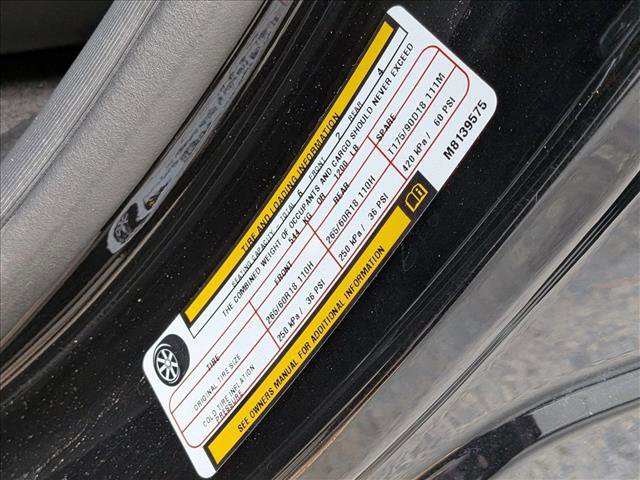 TIRE AND LOADING INFORMATION
SEATING CAPACITY TOTAL 6 FRONT 2 REAR 4
THE COMBINED WEIGHT OF OCCUPANTS AND CARGO SHOULD NEVER EXCEED
544 KG OR 1200 LB
TIRE FRONT REAR SPARE
ORIGINAL TIRE SIZE 265/60R18 110H 265/60R18 110H T175/90D18 111M
COLD TIRE INFLATION PRESSURE 250 kPa / 36 PSI 250 kPa / 36 PSI 420 kPa / 60 PSI
SEE OWNERS MANUAL FOR ADDITIONAL INFORMATION
M8139575